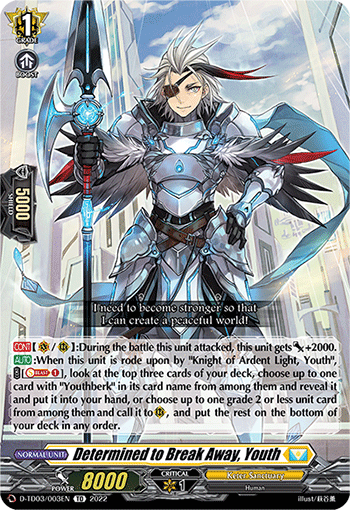 1
GRADE
BOOST
SHIELD
5000
I need to become stronger so that
I can create a peaceful world!
CONT [ / ]:During the battle this unit attacked, this unit gets +2000.
AUTO :When this unit is rode upon by "Knight of Ardent Light, Youth",
[ BLAST 1 ], look at the top three cards of your deck, choose up to one
card with "Youthberk" in its card name from among them and reveal it
and put it into your hand, or choose up to one grade 2 or less unit card
from among them and call it to , and put the rest on the bottom of
your deck in any order.
NORMAL UNIT
Determined to Break Away, Youth
POWER 8000
CRITICAL
1
Keter Sanctuary
Human
D-TD03/003EN TD 2022
illust/萩谷薫